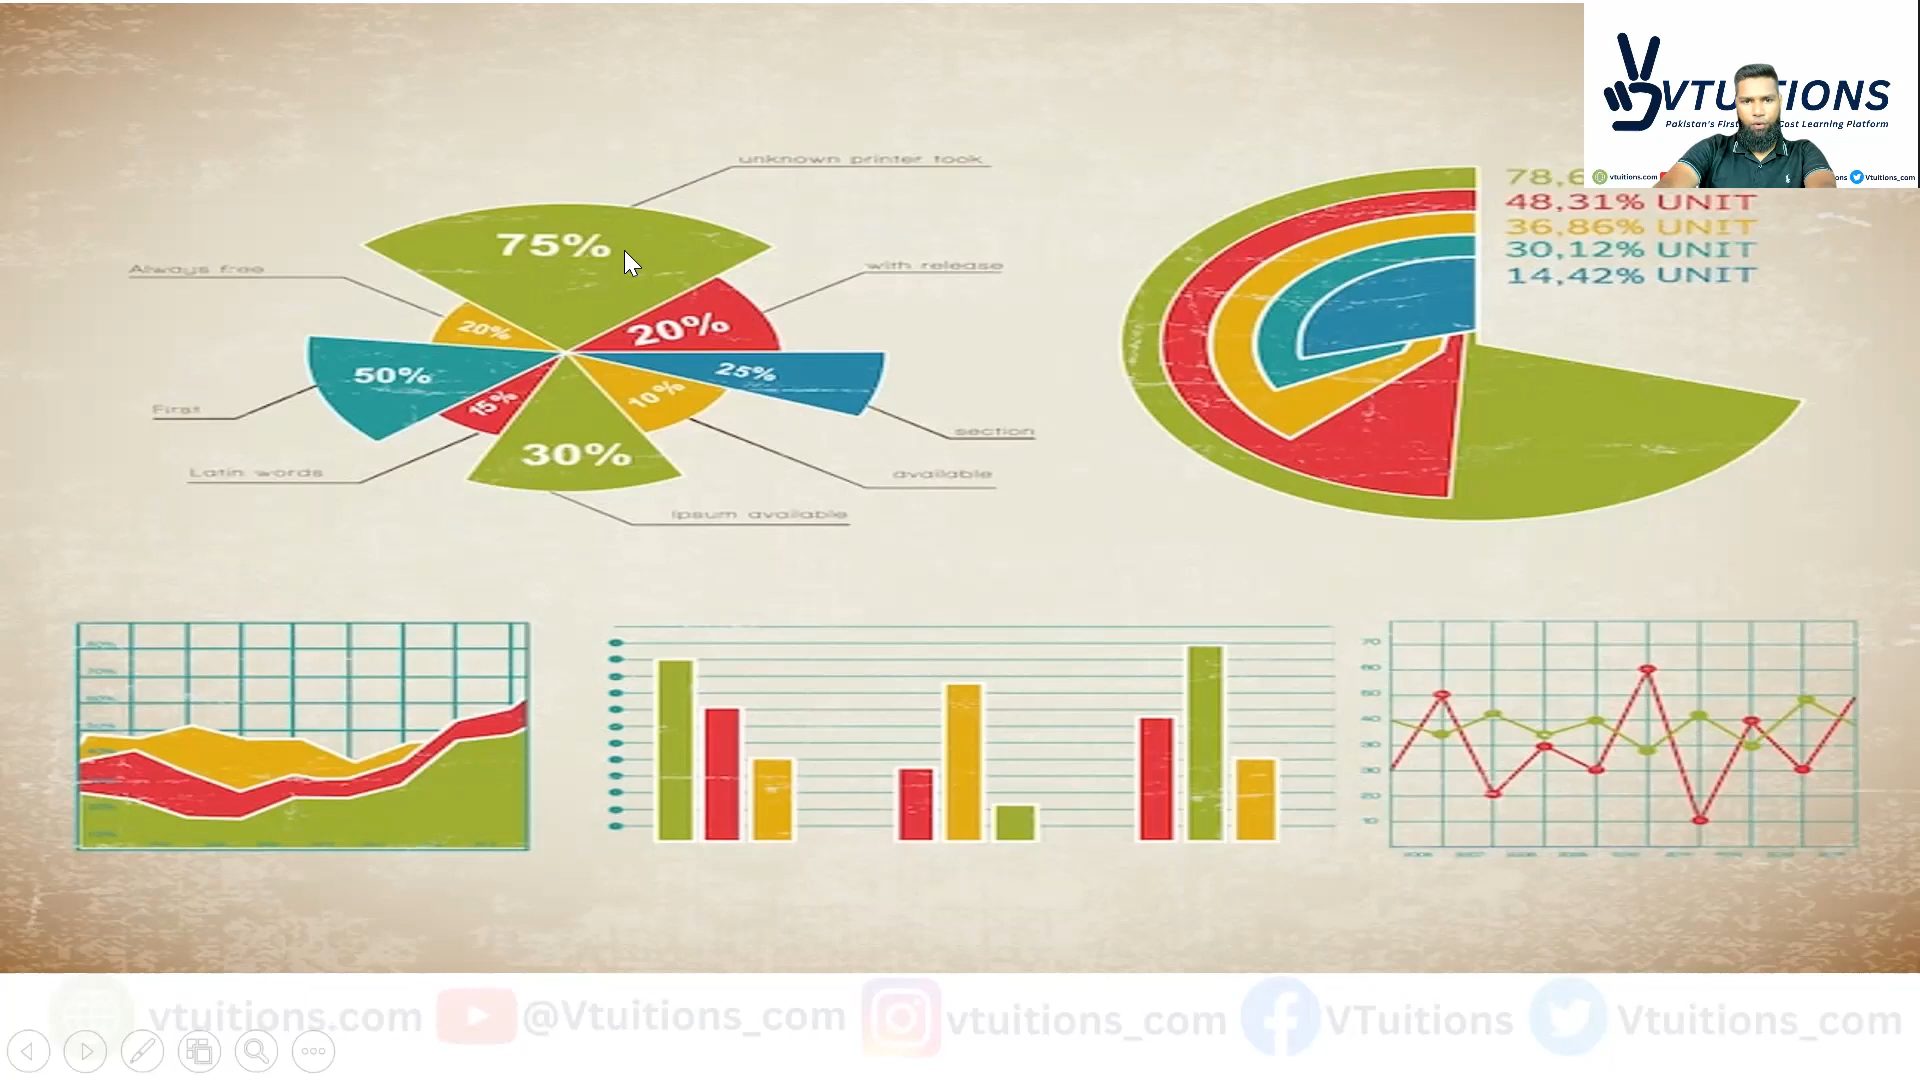 VTUITIONS
Pakistan's First Cost Learning Platform
vtuitions.com
Vtuitions_com
unknown printer took
78,6
48,31% UNIT
36,86% UNIT
30,12% UNIT
14,42% UNIT
75%
Always free
with release
20%
20%
50%
25%
15%
10%
First
section
30%
Latin words
available
Ipsum available
70
60
50
40
30
30
20
10
vtuitions.com @Vtuitions_com vtuitions_com VTuitions Vtuitions_com